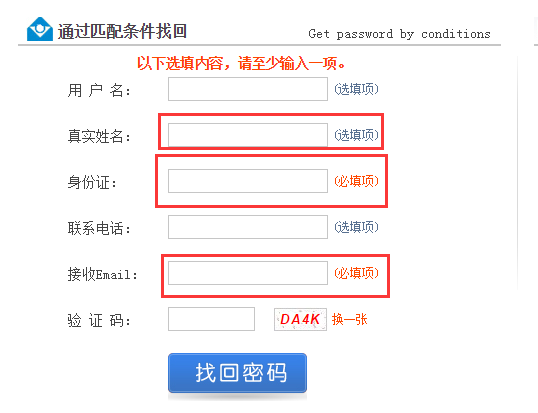 通过匹配条件找回 Get password by conditions
以下选填内容，请至少输入一项。
用 户 名： (选填项)
真实姓名： (选填项)
身份证： (必填项)
联系电话： (选填项)
接收Email： (必填项)
验 证 码： DA4K 换一张
找回密码